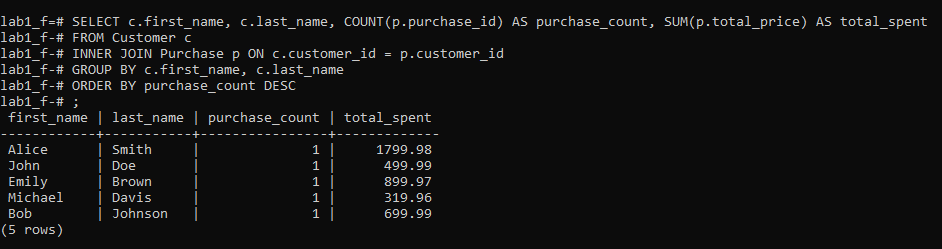 lab1_f=# SELECT c.first_name, c.last_name, COUNT(p.purchase_id) AS purchase_count, SUM(p.total_price) AS total_spent
lab1_f-# FROM Customer c
lab1_f-# INNER JOIN Purchase p ON c.customer_id = p.customer_id
lab1_f-# GROUP BY c.first_name, c.last_name
lab1_f-# ORDER BY purchase_count DESC
lab1_f-# ;
 first_name | last_name | purchase_count | total_spent
------------+-----------+----------------+-------------
 Alice      | Smith     |              1 |     1799.98
 John       | Doe       |              1 |      499.99
 Emily      | Brown     |              1 |      899.97
 Michael    | Davis     |              1 |      319.96
 Bob        | Johnson   |              1 |      699.99
(5 rows)